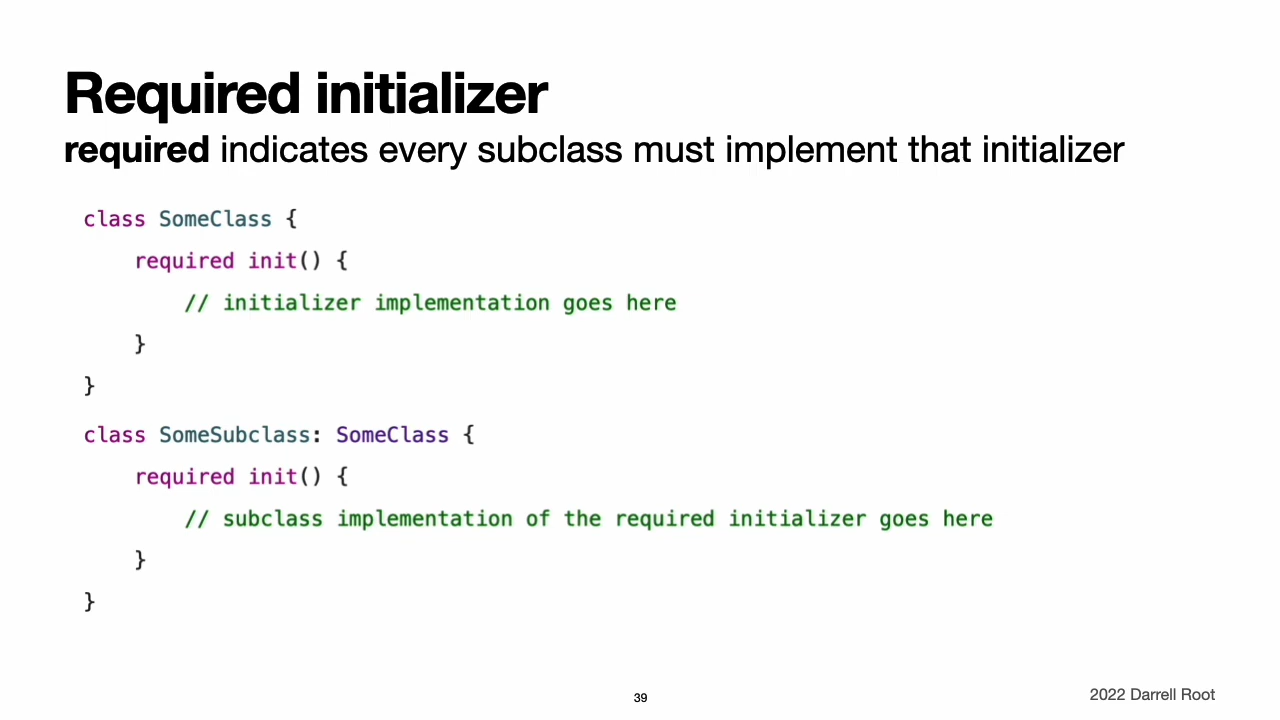 Required initializer
required indicates every subclass must implement that initializer
class SomeClass {
    required init() {
        // initializer implementation goes here
    }
}
class SomeSubclass: SomeClass {
    required init() {
        // subclass implementation of the required initializer goes here
    }
}
39
2022 Darrell Root